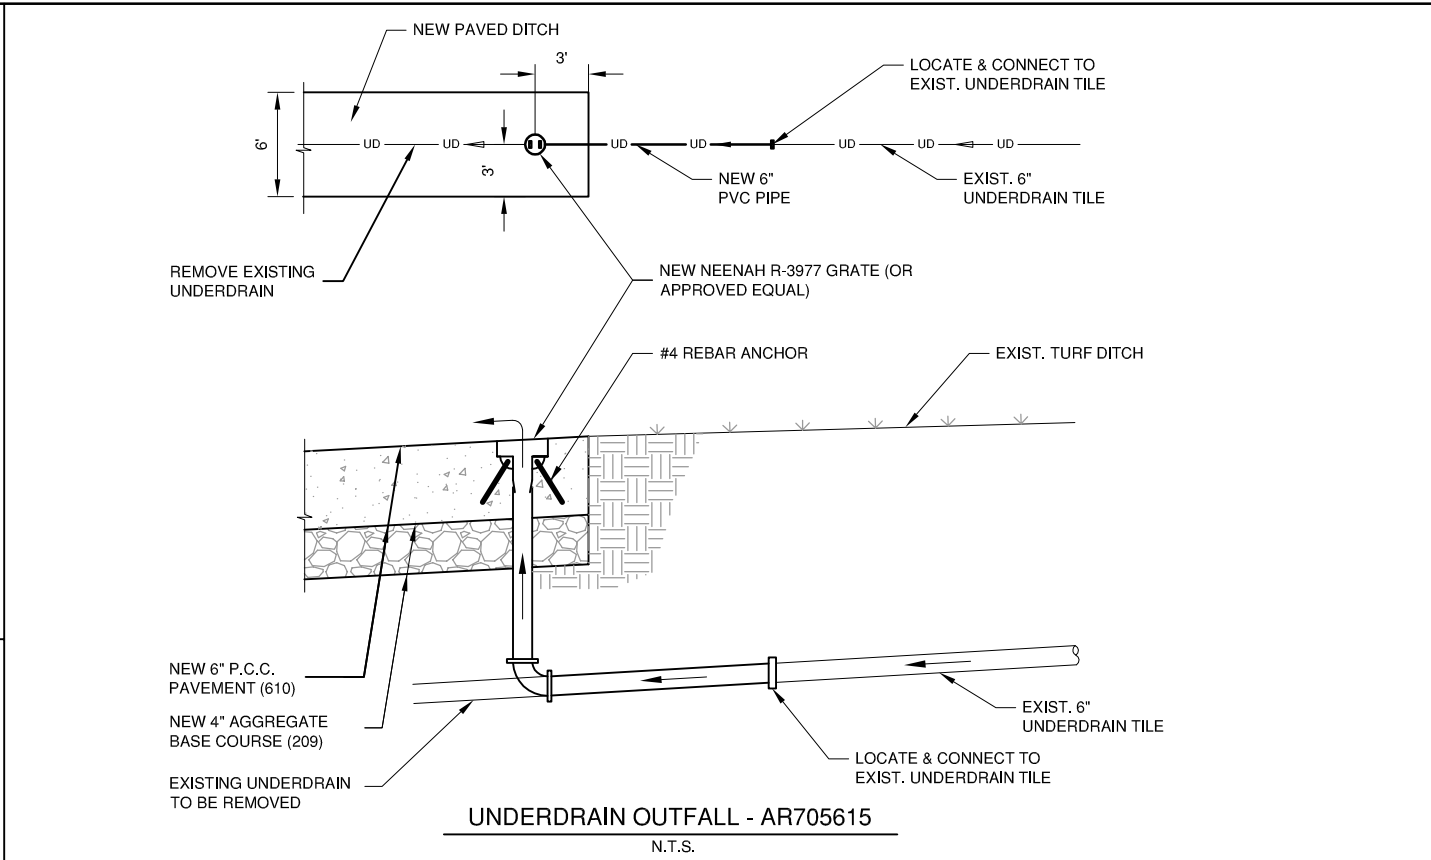 NEW PAVED DITCH
3'
LOCATE & CONNECT TO
EXIST. UNDERDRAIN TILE
6'
UD UD UD UD UD UD UD
3'
NEW 6"
PVC PIPE
EXIST. 6"
UNDERDRAIN TILE
REMOVE EXISTING
UNDERDRAIN
NEW NEENAH R-3977 GRATE (OR
APPROVED EQUAL)
#4 REBAR ANCHOR
EXIST. TURF DITCH
NEW 6" P.C.C.
PAVEMENT (610)
NEW 4" AGGREGATE
BASE COURSE (209)
EXISTING UNDERDRAIN
TO BE REMOVED
EXIST. 6"
UNDERDRAIN TILE
LOCATE & CONNECT TO
EXIST. UNDERDRAIN TILE
UNDERDRAIN OUTFALL - AR705615
N.T.S.